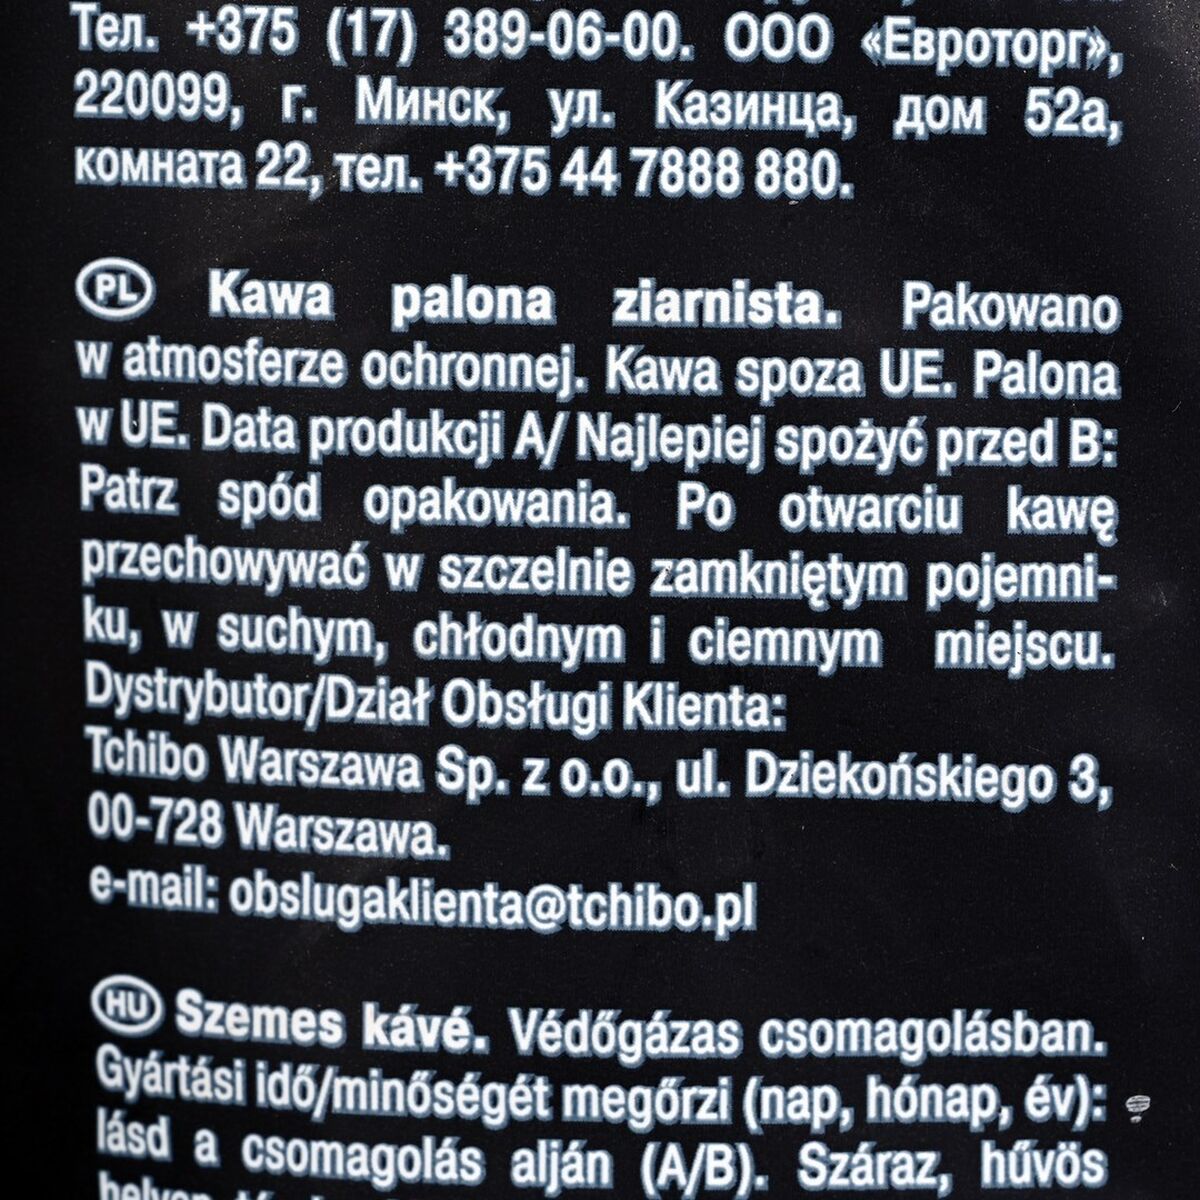 Тел. +375 (17) 389-06-00. ООО «Евроторг»,
220099, г. Минск, ул. Казинца, дом 52а,
комната 22, тел. +375 44 7888 880.
PL Kawa palona ziarnista. Pakowano
w atmosferze ochronnej. Kawa spoza UE. Palona
w UE. Data produkcji A/ Najlepiej spożyć przed B:
Patrz spód opakowania. Po otwarciu kawę
przechowywać w szczelnie zamkniętym pojemni-
ku, w suchym, chłodnym i ciemnym miejscu.
Dystrybutor/Dział Obsługi Klienta:
Tchibo Warszawa Sp. z o.o., ul. Dziekońskiego 3,
00-728 Warszawa.
e-mail: obslugaklienta@tchibo.pl
HU Szemes kávé. Védőgázas csomagolásban.
Gyártási idő/minőségét megőrzi (nap, hónap, év):
lásd a csomagolás alján (A/B). Száraz, hűvös